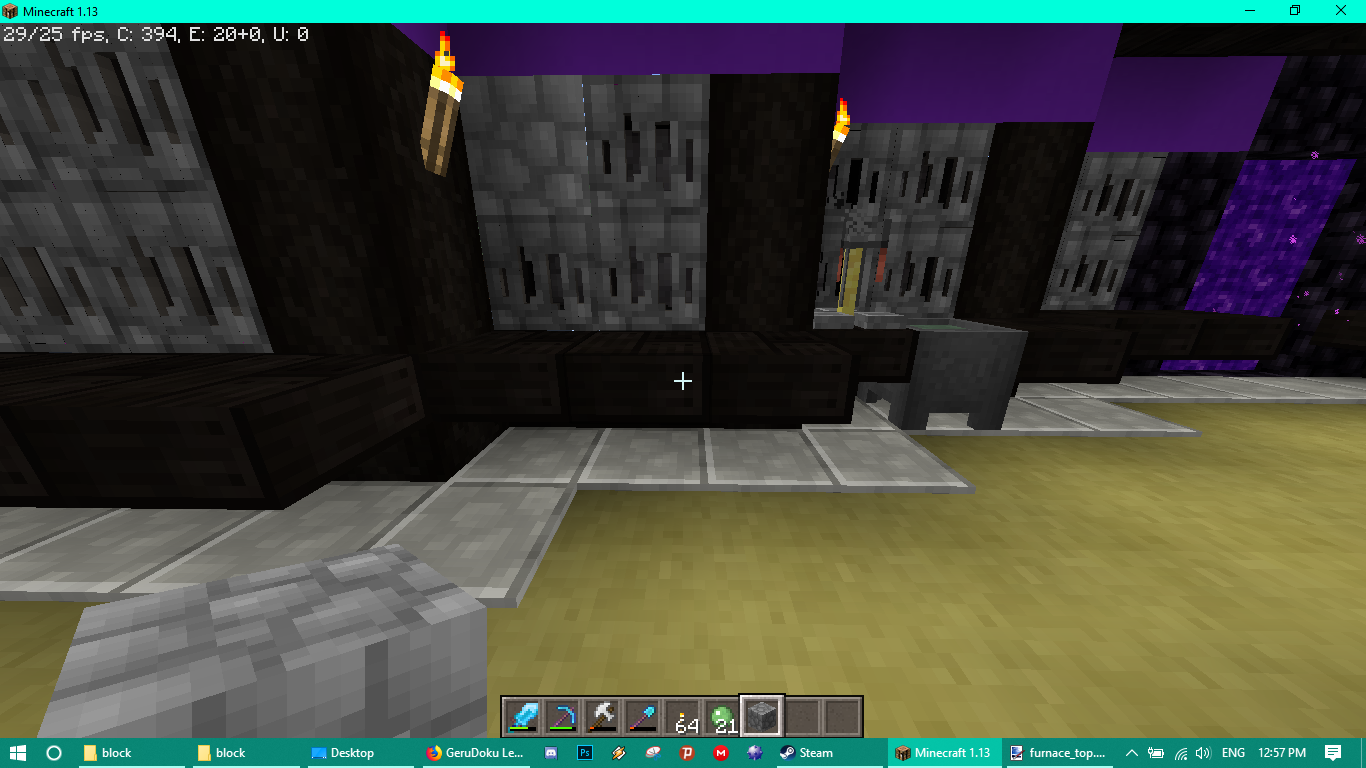 Minecraft 1.13
29/25 fps, C: 394, E: 20+0, U: 0
64 21
block block Desktop GeruDoku Le... Ps Steam Minecraft 1.13 furnace_top.... ENG 12:57 PM